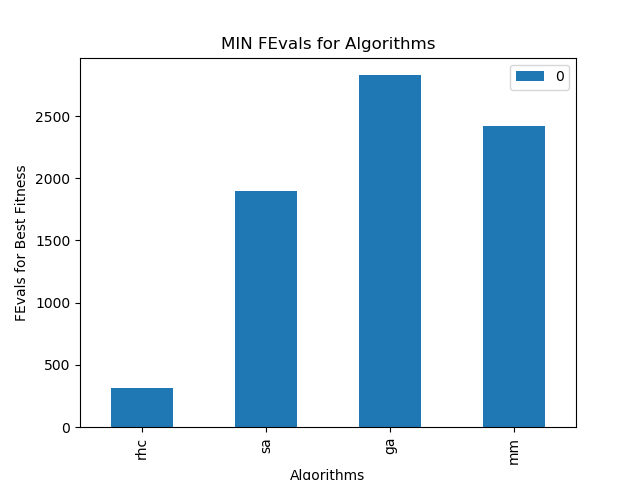 MIN FEvals for Algorithms
0
FEvals for Best Fitness
2500
2000
1500
1000
500
0
rhc
sa
ga
mm
Algorithms